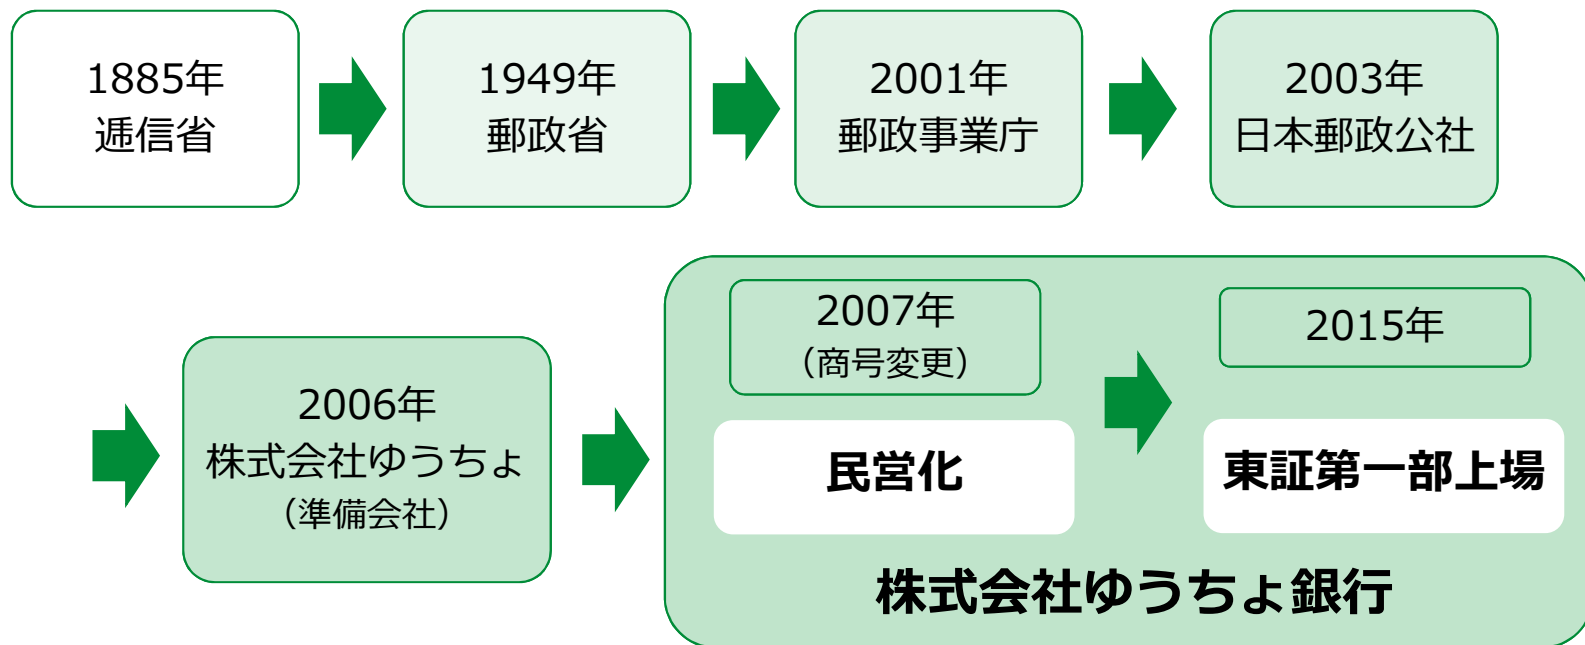 1885年
逓信省
1949年
郵政省
2001年
郵政事業庁
2003年
日本郵政公社
2006年
株式会社ゆうちょ
（準備会社）
2007年
（商号変更）
民営化
2015年
東証第一部上場
株式会社ゆうちょ銀行